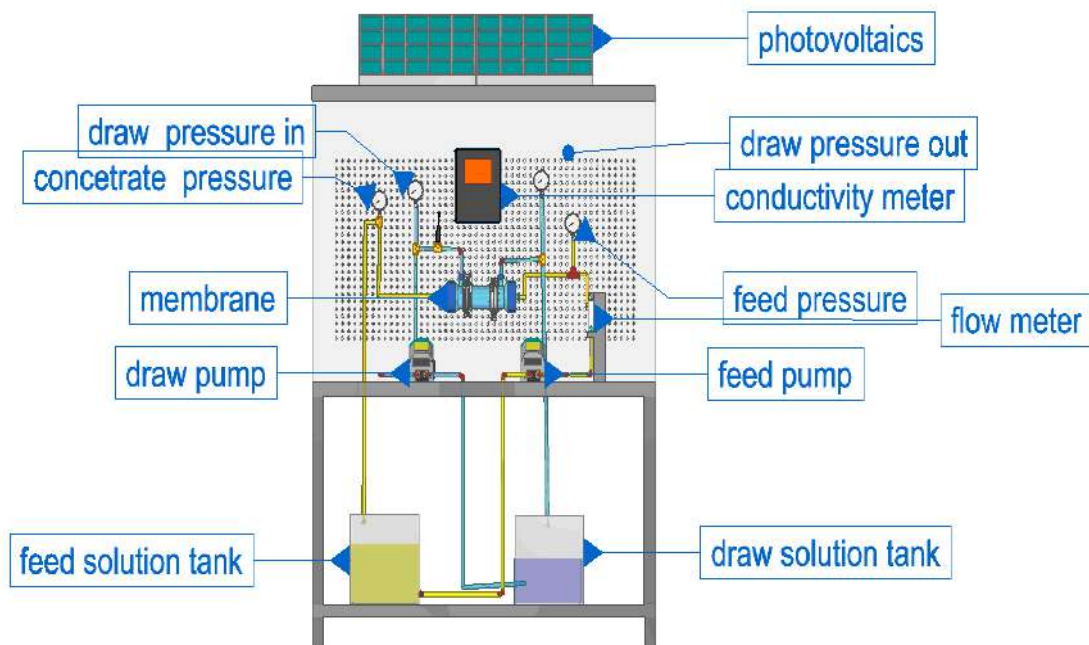 photovoltaics
draw pressure in
draw pressure out
concetrate pressure
conductivity meter
membrane
feed pressure
flow meter
draw pump
feed pump
feed solution tank
draw solution tank